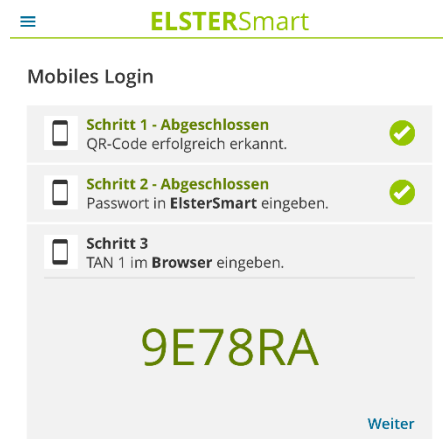 ELSTERSmart
Mobiles Login
Schritt 1 - Abgeschlossen
QR-Code erfolgreich erkannt.
Schritt 2 - Abgeschlossen
Passwort in ElsterSmart eingeben.
Schritt 3
TAN 1 im Browser eingeben.
9E78RA
Weiter